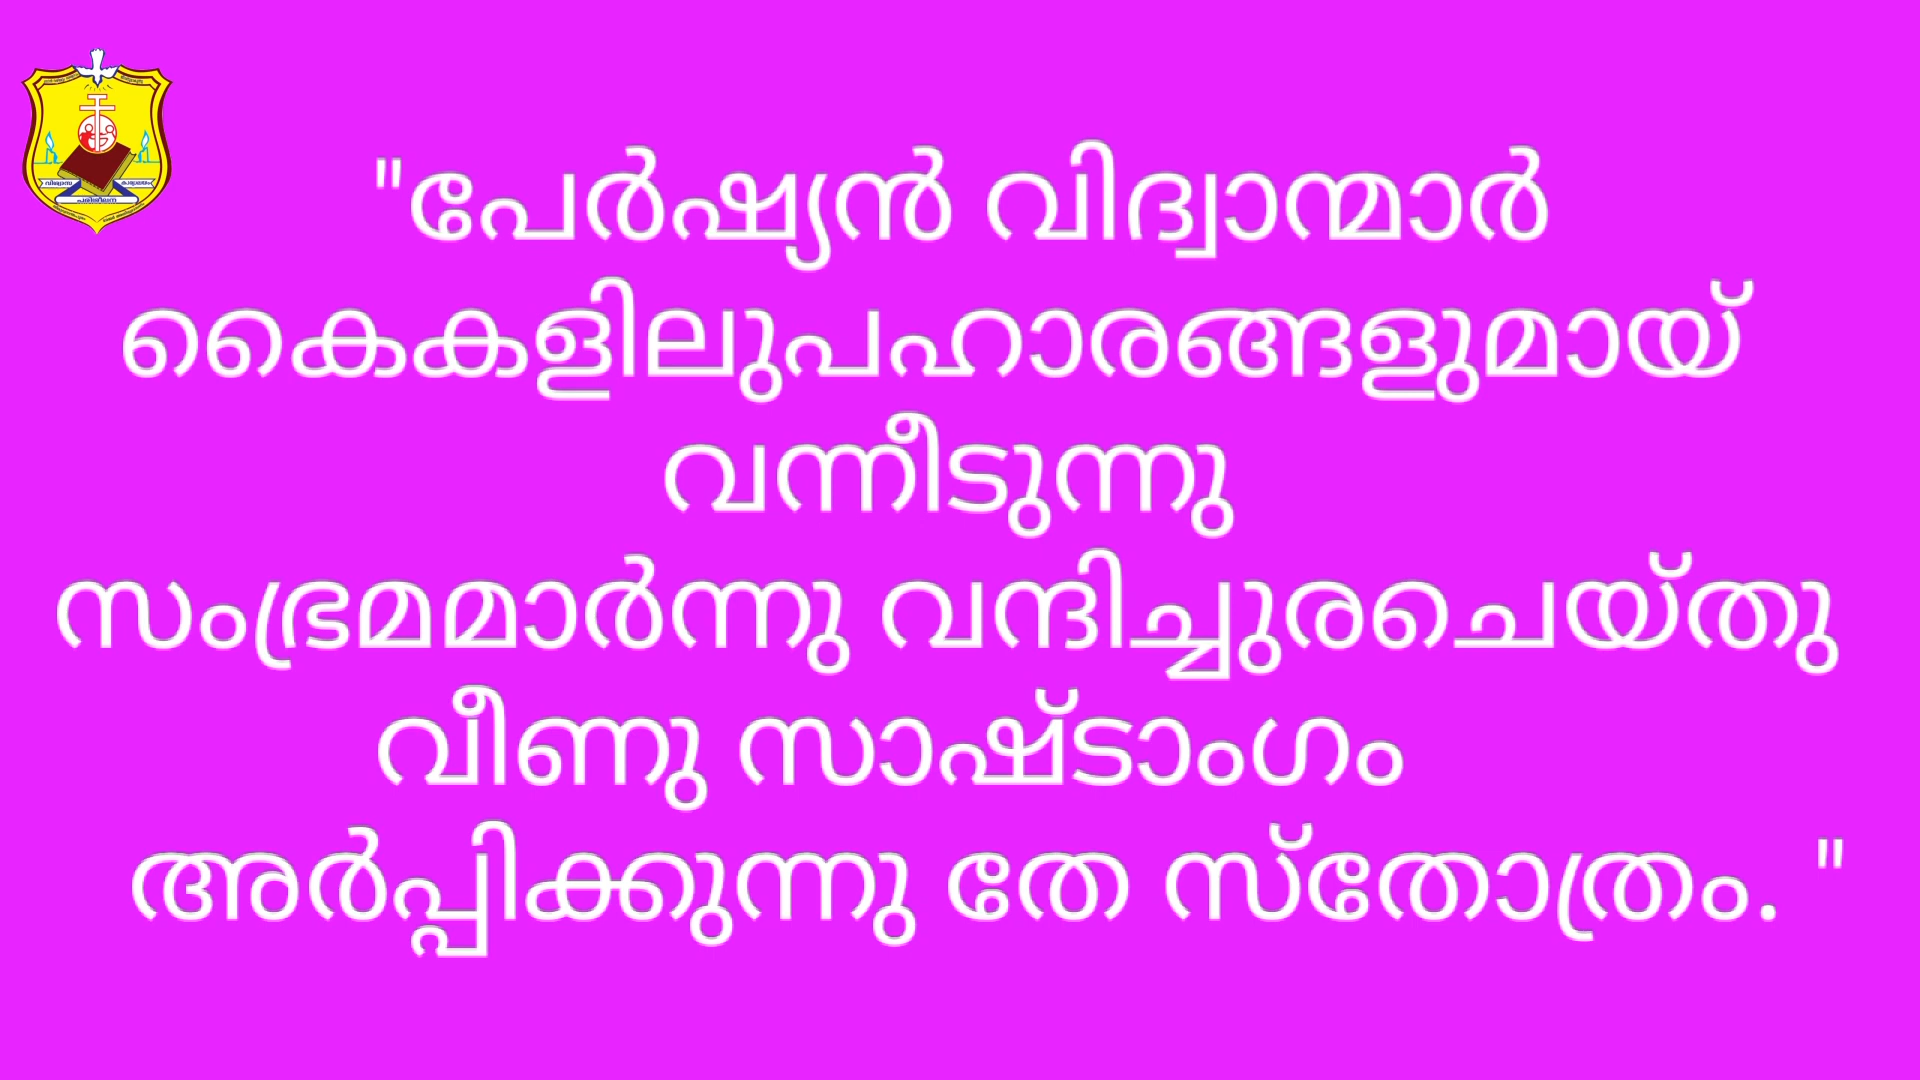 "പേർഷ്യൻ വിദ്വാന്മാർ
കൈകളിലുപഹാരങ്ങളുമായ്
വന്നീടുന്നു
സംഭ്രമമാർന്നു വന്ദിച്ചുരചെയ്തു
വീണു സാഷ്ടാംഗം
അർപ്പിക്കുന്നു തേ സ്തോത്രം. "